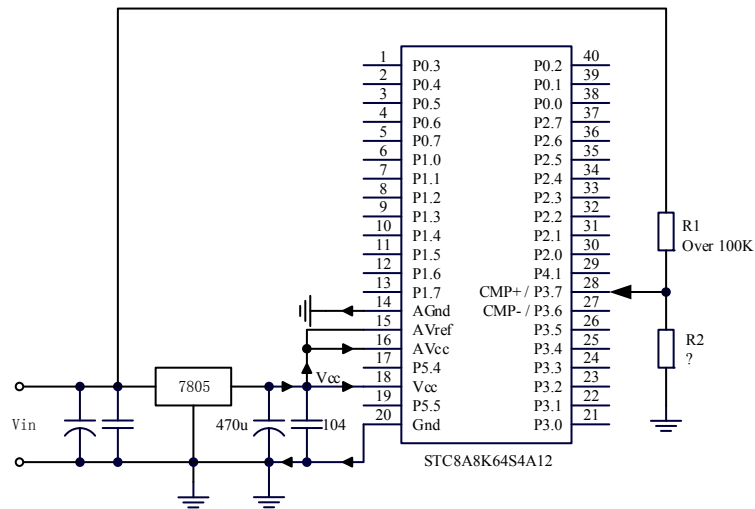 1 P0.3 P0.2 40
2 P0.4 P0.1 39
3 P0.5 P0.0 38
4 P0.6 P2.7 37
5 P0.7 P2.6 36
6 P1.0 P2.5 35
7 P1.1 P2.4 34
8 P1.2 P2.3 33
9 P1.3 P2.2 32
10 P1.4 P2.1 31
11 P1.5 P2.0 30
12 P1.6 P4.1 29
13 P1.7 CMP+ / P3.7 28
14 AGnd CMP- / P3.6 27
15 AVref P3.5 26
16 AVcc P3.4 25
17 P5.4 P3.3 24
18 Vcc P3.2 23
19 P5.5 P3.1 22
20 Gnd P3.0 21
R1
Over 100K
R2
?
7805
Vcc
Vin
470u
104
STC8A8K64S4A12